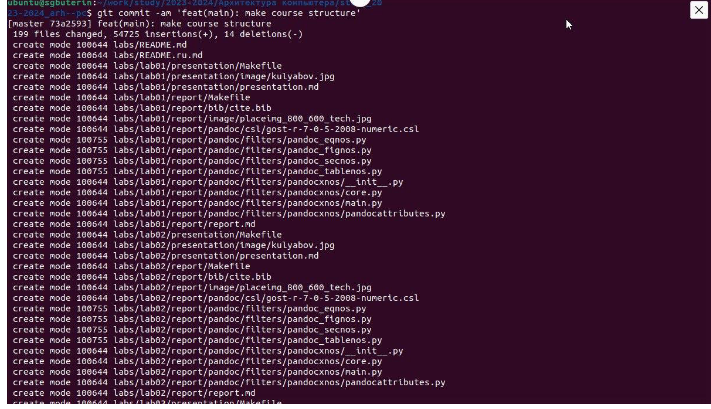 ubuntu@sgbuterin:~/work/study/2023-2024/Архитектура компьютера/study_20
23-2024_arh--pc$ git commit -am 'feat(main): make course structure'
[master 73a2593] feat(main): make course structure
199 files changed, 54725 insertions(+), 14 deletions(-)
create mode 100644 labs/README.md
create mode 100644 labs/README.ru.md
create mode 100644 labs/lab01/presentation/Makefile
create mode 100644 labs/lab01/presentation/image/kulyabov.jpg
create mode 100644 labs/lab01/presentation/presentation.md
create mode 100644 labs/lab01/report/Makefile
create mode 100644 labs/lab01/report/bib/cite.bib
create mode 100644 labs/lab01/report/image/placeimg_800_600_tech.jpg
create mode 100644 labs/lab01/report/pandoc/csl/gost-r-7-0-5-2008-numeric.csl
create mode 100755 labs/lab01/report/pandoc/filters/pandoc_eqnos.py
create mode 100755 labs/lab01/report/pandoc/filters/pandoc_fignos.py
create mode 100755 labs/lab01/report/pandoc/filters/pandoc_secnos.py
create mode 100755 labs/lab01/report/pandoc/filters/pandoc_tablenos.py
create mode 100644 labs/lab01/report/pandoc/filters/pandocxnos/__init__.py
create mode 100644 labs/lab01/report/pandoc/filters/pandocxnos/core.py
create mode 100644 labs/lab01/report/pandoc/filters/pandocxnos/main.py
create mode 100644 labs/lab01/report/pandoc/filters/pandocxnos/pandocattributes.py
create mode 100644 labs/lab01/report/report.md
create mode 100644 labs/lab02/presentation/Makefile
create mode 100644 labs/lab02/presentation/image/kulyabov.jpg
create mode 100644 labs/lab02/presentation/presentation.md
create mode 100644 labs/lab02/report/Makefile
create mode 100644 labs/lab02/report/bib/cite.bib
create mode 100644 labs/lab02/report/image/placeimg_800_600_tech.jpg
create mode 100644 labs/lab02/report/pandoc/csl/gost-r-7-0-5-2008-numeric.csl
create mode 100755 labs/lab02/report/pandoc/filters/pandoc_eqnos.py
create mode 100755 labs/lab02/report/pandoc/filters/pandoc_fignos.py
create mode 100755 labs/lab02/report/pandoc/filters/pandoc_secnos.py
create mode 100755 labs/lab02/report/pandoc/filters/pandoc_tablenos.py
create mode 100644 labs/lab02/report/pandoc/filters/pandocxnos/__init__.py
create mode 100644 labs/lab02/report/pandoc/filters/pandocxnos/core.py
create mode 100644 labs/lab02/report/pandoc/filters/pandocxnos/main.py
create mode 100644 labs/lab02/report/pandoc/filters/pandocxnos/pandocattributes.py
create mode 100644 labs/lab02/report/report.md
create mode 100644 labs/lab03/presentation/Makefile